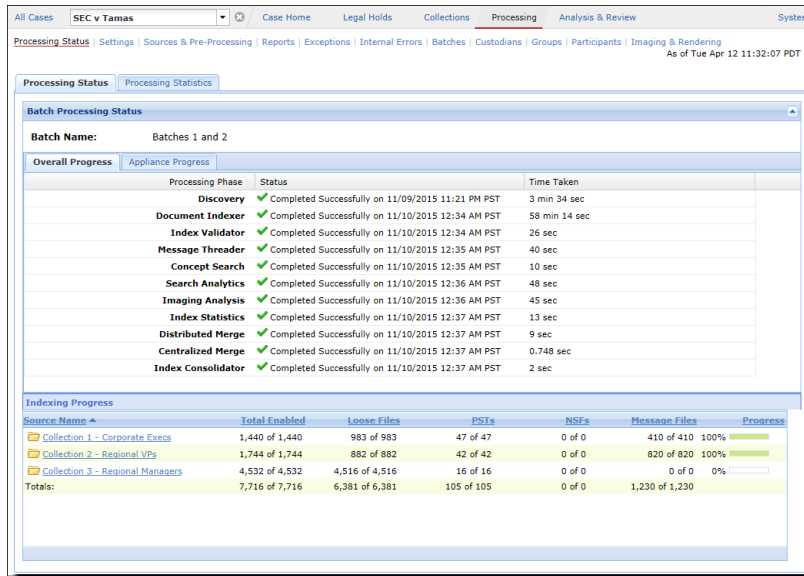 All Cases SEC v Tamas Case Home Legal Holds Collections Processing Analysis & Review Syste
Processing Status | Settings | Sources & Pre-Processing | Reports | Exceptions | Internal Errors | Batches | Custodians | Groups | Participants | Imaging & Rendering
As of Tue Apr 12 11:32:07 PDT
Processing Status Processing Statistics
Batch Processing Status
Batch Name: Batches 1 and 2
Overall Progress Appliance Progress
Processing Phase Status Time Taken
Discovery Completed Successfully on 11/09/2015 11:21 PM PST 3 min 34 sec
Document Indexer Completed Successfully on 11/10/2015 12:34 AM PST 58 min 14 sec
Index Validator Completed Successfully on 11/10/2015 12:34 AM PST 26 sec
Message Threader Completed Successfully on 11/10/2015 12:35 AM PST 40 sec
Concept Search Completed Successfully on 11/10/2015 12:35 AM PST 10 sec
Search Analytics Completed Successfully on 11/10/2015 12:36 AM PST 48 sec
Imaging Analysis Completed Successfully on 11/10/2015 12:36 AM PST 45 sec
Index Statistics Completed Successfully on 11/10/2015 12:37 AM PST 13 sec
Distributed Merge Completed Successfully on 11/10/2015 12:37 AM PST 9 sec
Centralized Merge Completed Successfully on 11/10/2015 12:37 AM PST 0.748 sec
Index Consolidator Completed Successfully on 11/10/2015 12:37 AM PST 2 sec
Indexing Progress
Source Name Total Enabled Loose Files PSTs NSFs Message Files Progress
Collection 1 - Corporate Execs 1,440 of 1,440 983 of 983 47 of 47 0 of 0 410 of 410 100%
Collection 2 - Regional VPs 1,744 of 1,744 882 of 882 42 of 42 0 of 0 820 of 820 100%
Collection 3 - Regional Managers 4,532 of 4,532 4,516 of 4,516 16 of 16 0 of 0 0 of 0 0%
Totals: 7,716 of 7,716 6,381 of 6,381 105 of 105 0 of 0 1,230 of 1,230